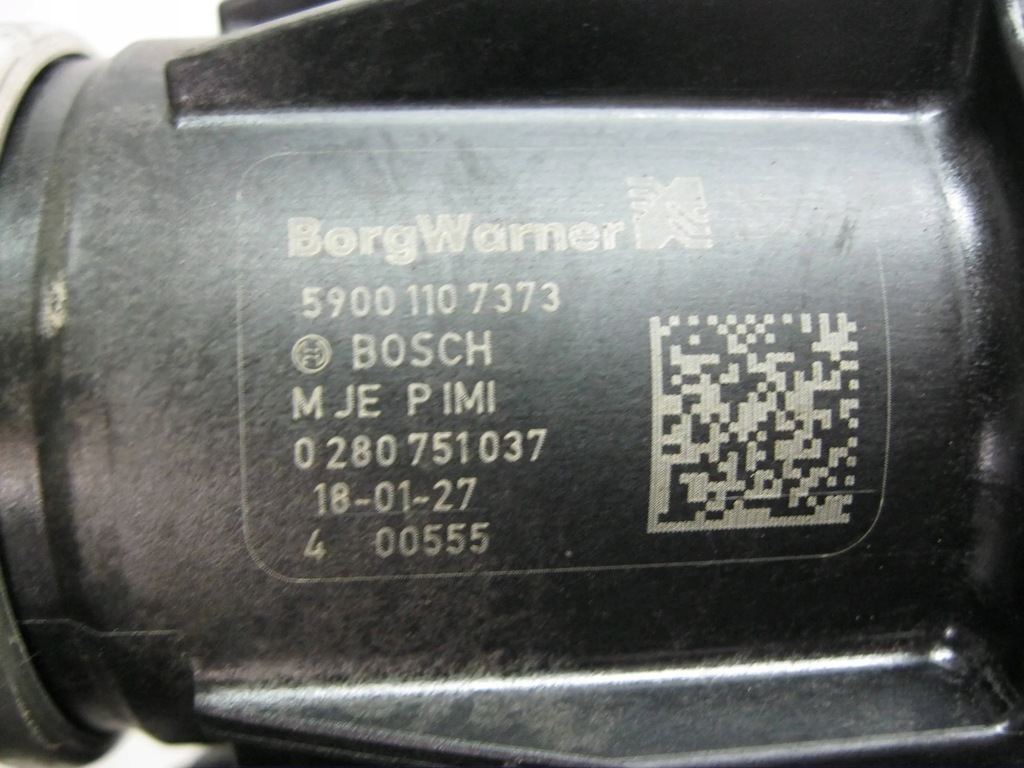 BorgWarner
5900 110 7373
BOSCH
M JE P IMI
0 280 751 037
18-01-27
4 00555